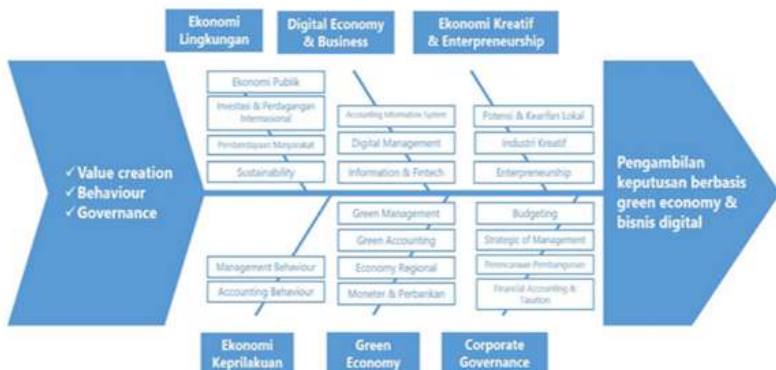 Ekonomi
Lingkungan
Digital Economy
& Business
Ekonomi Kreatif
& Enterpreneurship
Ekonomi Publik
Investasi & Perdagangan
Internasional
Pemberdayaan Masyarakat
Sustainability
Accounting Information System
Digital Management
Information & Fintech
Potensi & Kearifan Lokal
Industri Kreatif
Enterpreneurship
✓Value creation
✓Behaviour
✓Governance
Pengambilan
keputusan berbasis
green economy &
bisnis digital
Management Behaviour
Accounting Behaviour
Green Management
Green Accounting
Economy Regional
Moneter & Perbankan
Budgeting
Strategic of Management
Perencanaan Pembangunan
Financial Accounting &
Taxation
Ekonomi
Keprilakuan
Green
Economy
Corporate
Governance